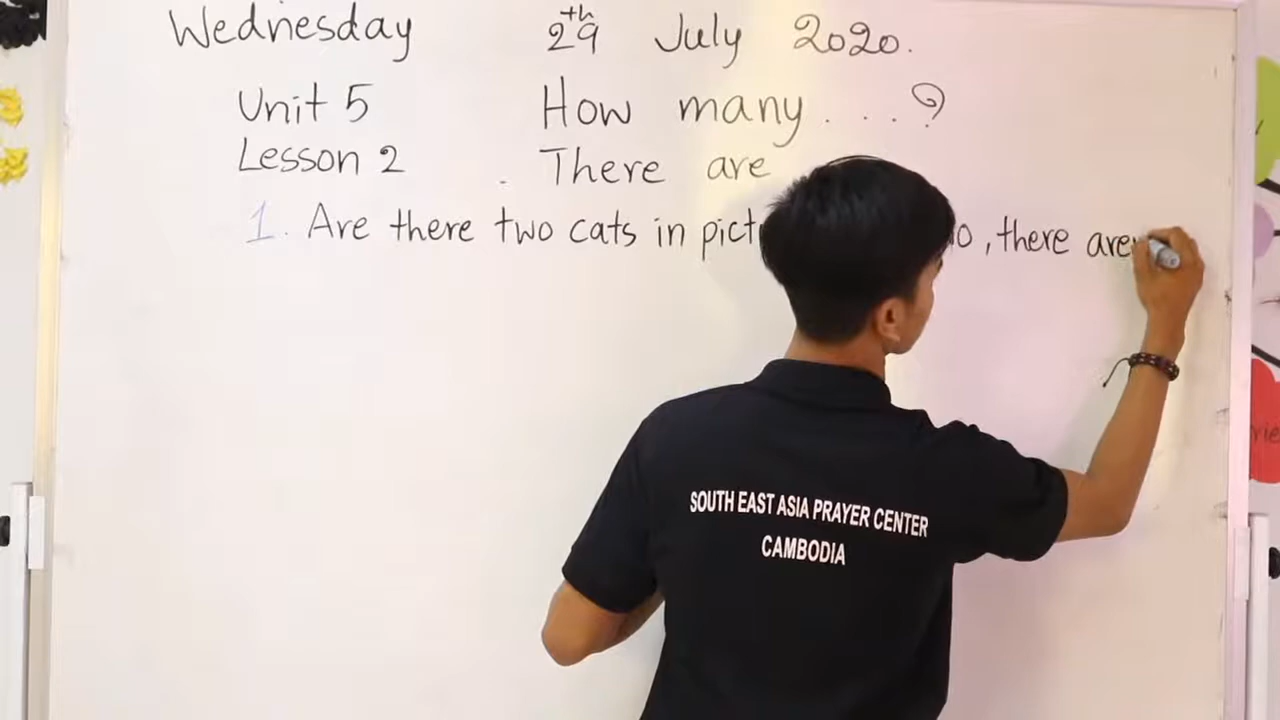 Wednesday 29th July 2020.
Unit 5 How many . . . ?
Lesson 2 . There are
1. Are there two cats in , there are
SOUTH EAST ASIA PRAYER CENTER
CAMBODIA